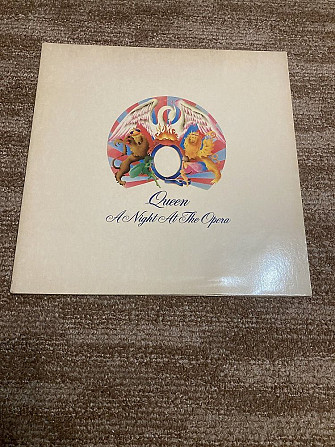 Queen
A Night At The Opera